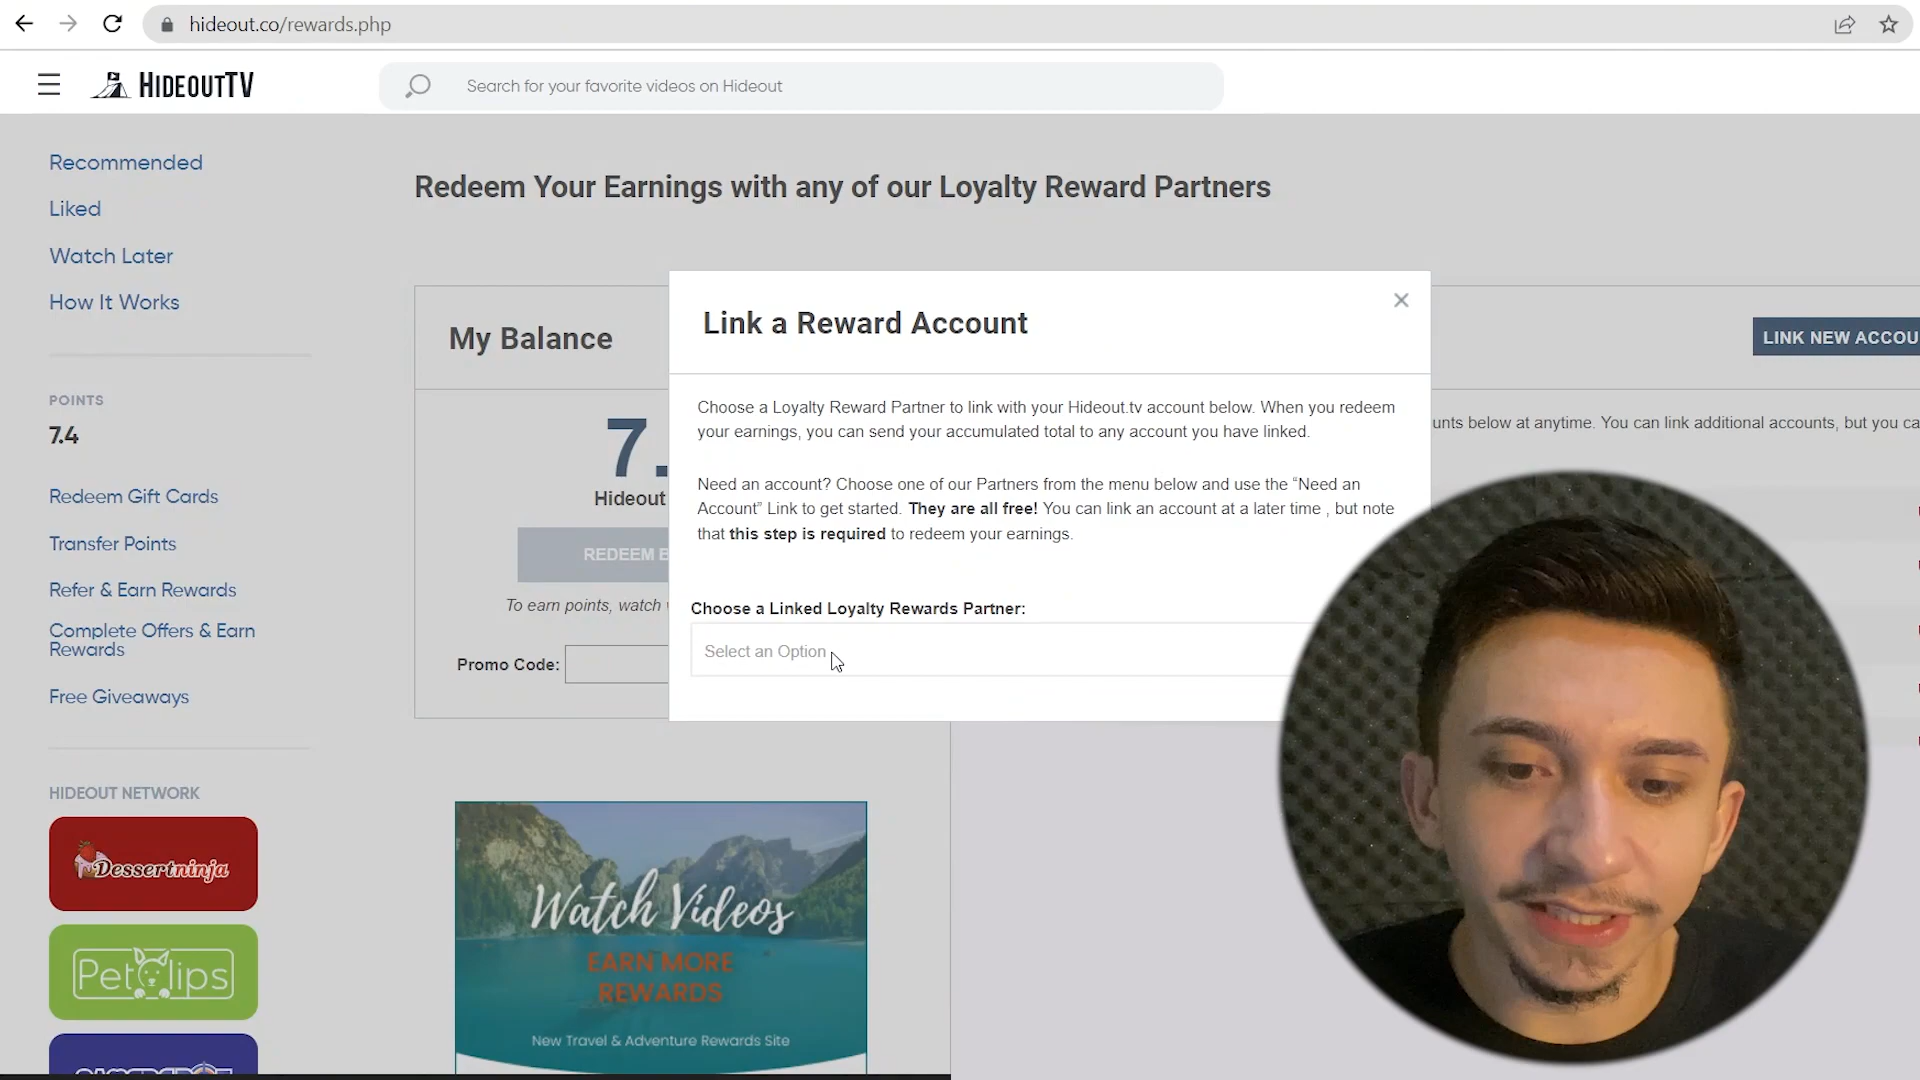 hideout.co/rewards.php
HIDEOUTTV
Search for your favorite videos on Hideout
Recommended
Liked
Watch Later
How It Works
POINTS
7.4
Redeem Gift Cards
Transfer Points
Refer & Earn Rewards
Complete Offers & Earn
Rewards
Free Giveaways
HIDEOUT NETWORK
Dessertninja
PetClips
Redeem Your Earnings with any of our Loyalty Reward Partners
My Balance
7.
Hideout
REDEEM B
To earn points, watch
Promo Code:
Link a Reward Account
Choose a Loyalty Reward Partner to link with your Hideout.tv account below. When you redeem
your earnings, you can send your accumulated total to any account you have linked.
Need an account? Choose one of our Partners from the menu below and use the “Need an
Account” Link to get started. They are all free! You can link an account at a later time , but note
that this step is required to redeem your earnings.
Choose a Linked Loyalty Rewards Partner:
Select an Option
LINK NEW ACCOU
unts below at anytime. You can link additional accounts, but you ca
Watch Videos
EARN MORE
REWARDS
New Travel & Adventure Rewards Site